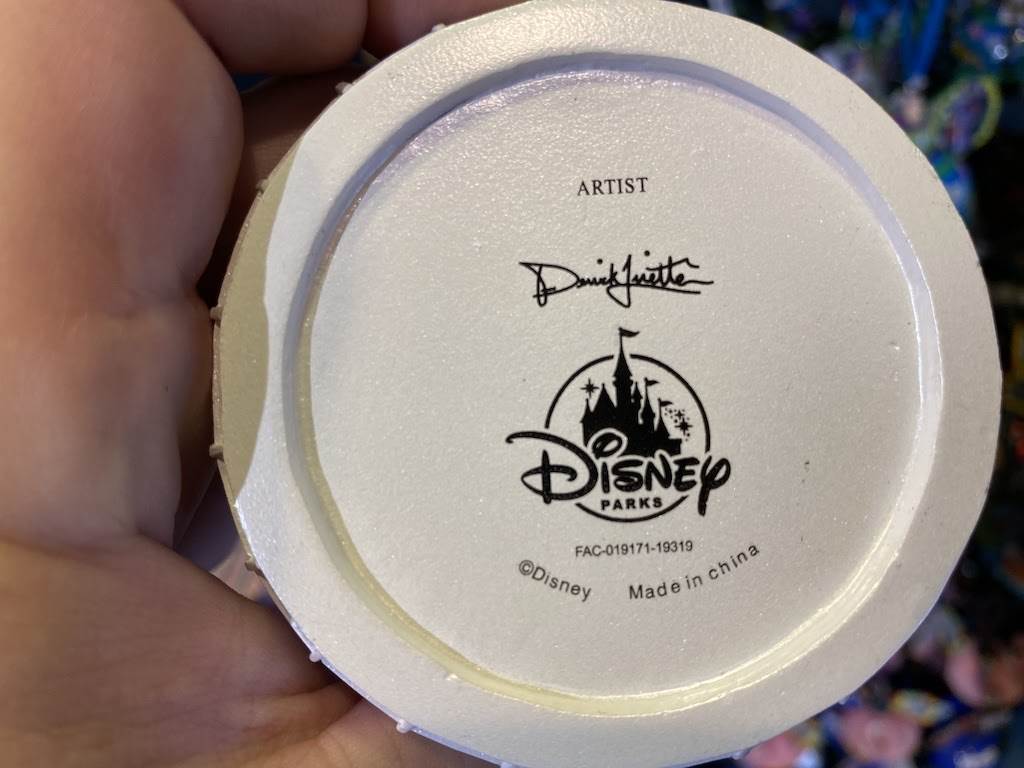 ARTIST
DISNEY
PARKS
FAC-019171-19319
©Disney Made in china